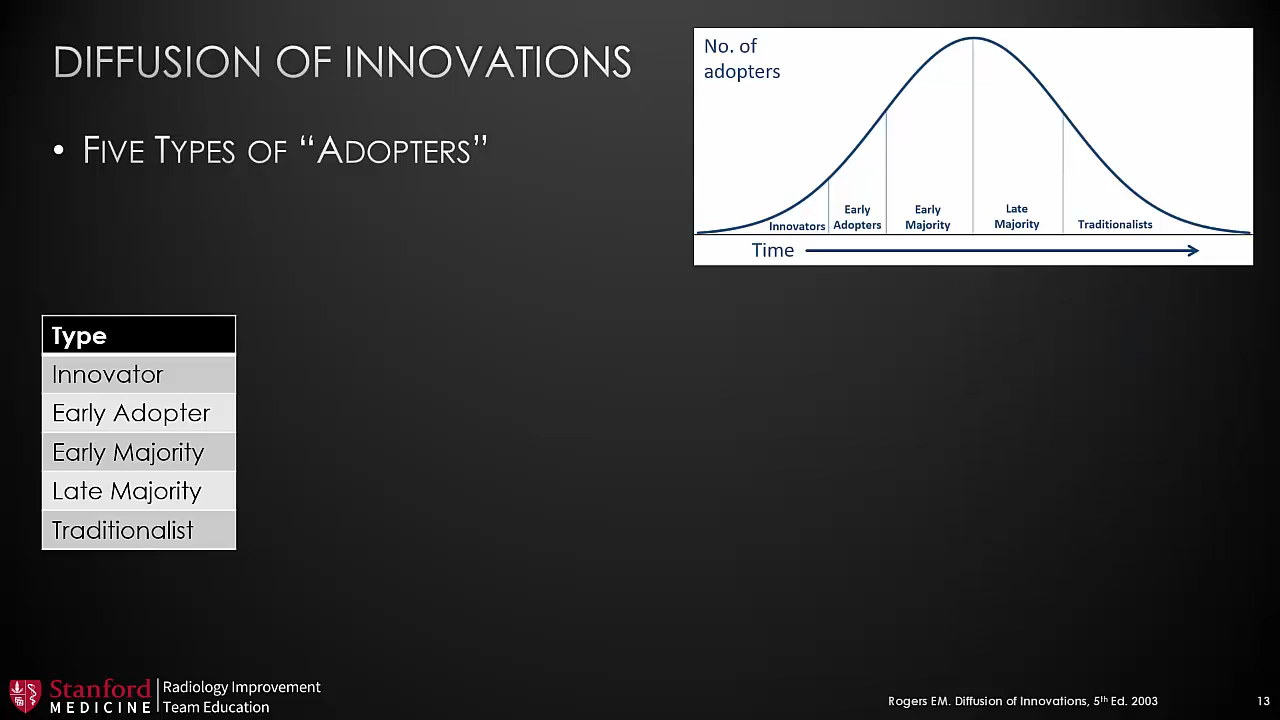 DIFFUSION OF INNOVATIONS
• FIVE TYPES OF “ADOPTERS”
No. of
adopters
Innovators
Early
Adopters
Early
Majority
Late
Majority
Traditionalists
Time
Type
Innovator
Early Adopter
Early Majority
Late Majority
Traditionalist
Stanford
MEDICINE
Radiology Improvement
Team Education
Rogers EM. Diffusion of Innovations, 5th Ed. 2003
13